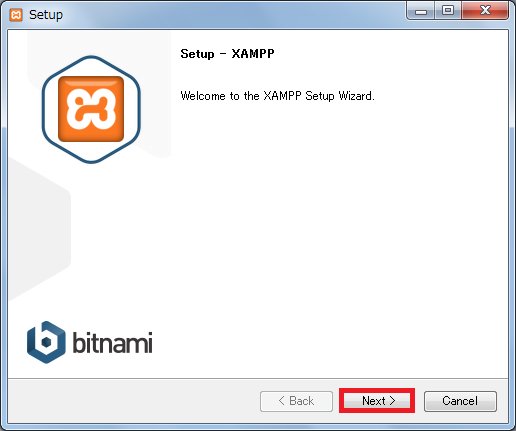 Setup
Setup - XAMPP
Welcome to the XAMPP Setup Wizard.
bitnami
< Back
Next >
Cancel